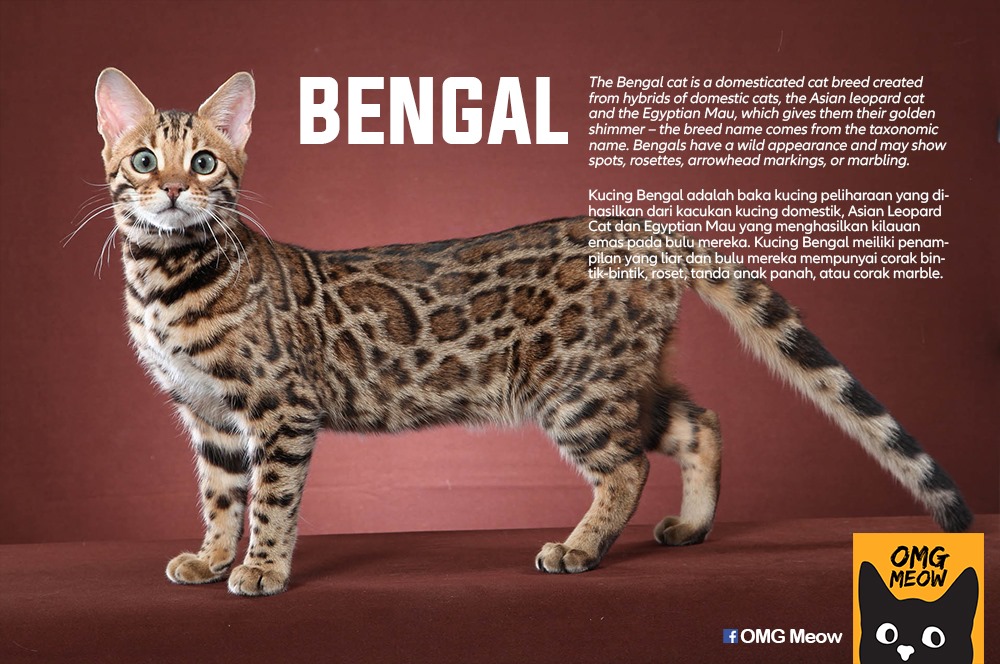 BENGAL
The Bengal cat is a domesticated cat breed created
from hybrids of domestic cats, the Asian leopard cat
and the Egyptian Mau, which gives them their golden
shimmer – the breed name comes from the taxonomic
name. Bengals have a wild appearance and may show
spots, rosettes, arrowhead markings, or marbling.
Kucing Bengal adalah baka kucing peliharaan yang di-
hasilkan dari kacukan kucing domestik, Asian Leopard
Cat dan Egyptian Mau yang menghasilkan kilauan
emas pada bulu mereka. Kucing Bengal meiliki penam-
pilan yang liar dan bulu mereka mempunyai corak bin-
tik-bintik, roset, tanda anak panah, atau corak marble.
OMG
MEOW
f OMG Meow